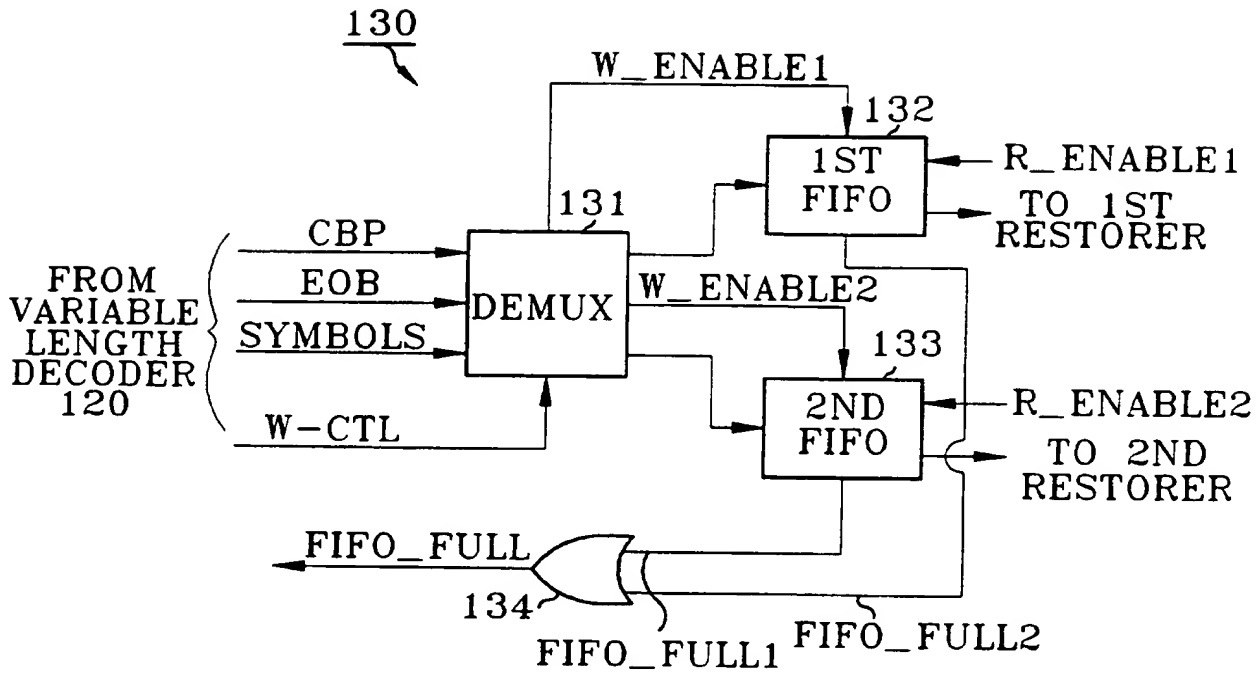 130
W_ENABLE1
132
1ST
FIFO
R_ENABLE1
TO 1ST
RESTORER
131
CBP
EOB
SYMBOLS
W-CTL
FROM
VARIABLE
LENGTH
DECODER
120
DEMUX
W_ENABLE2
133
2ND
FIFO
R_ENABLE2
TO 2ND
RESTORER
FIFO_FULL
134
FIFO_FULL1
FIFO_FULL2